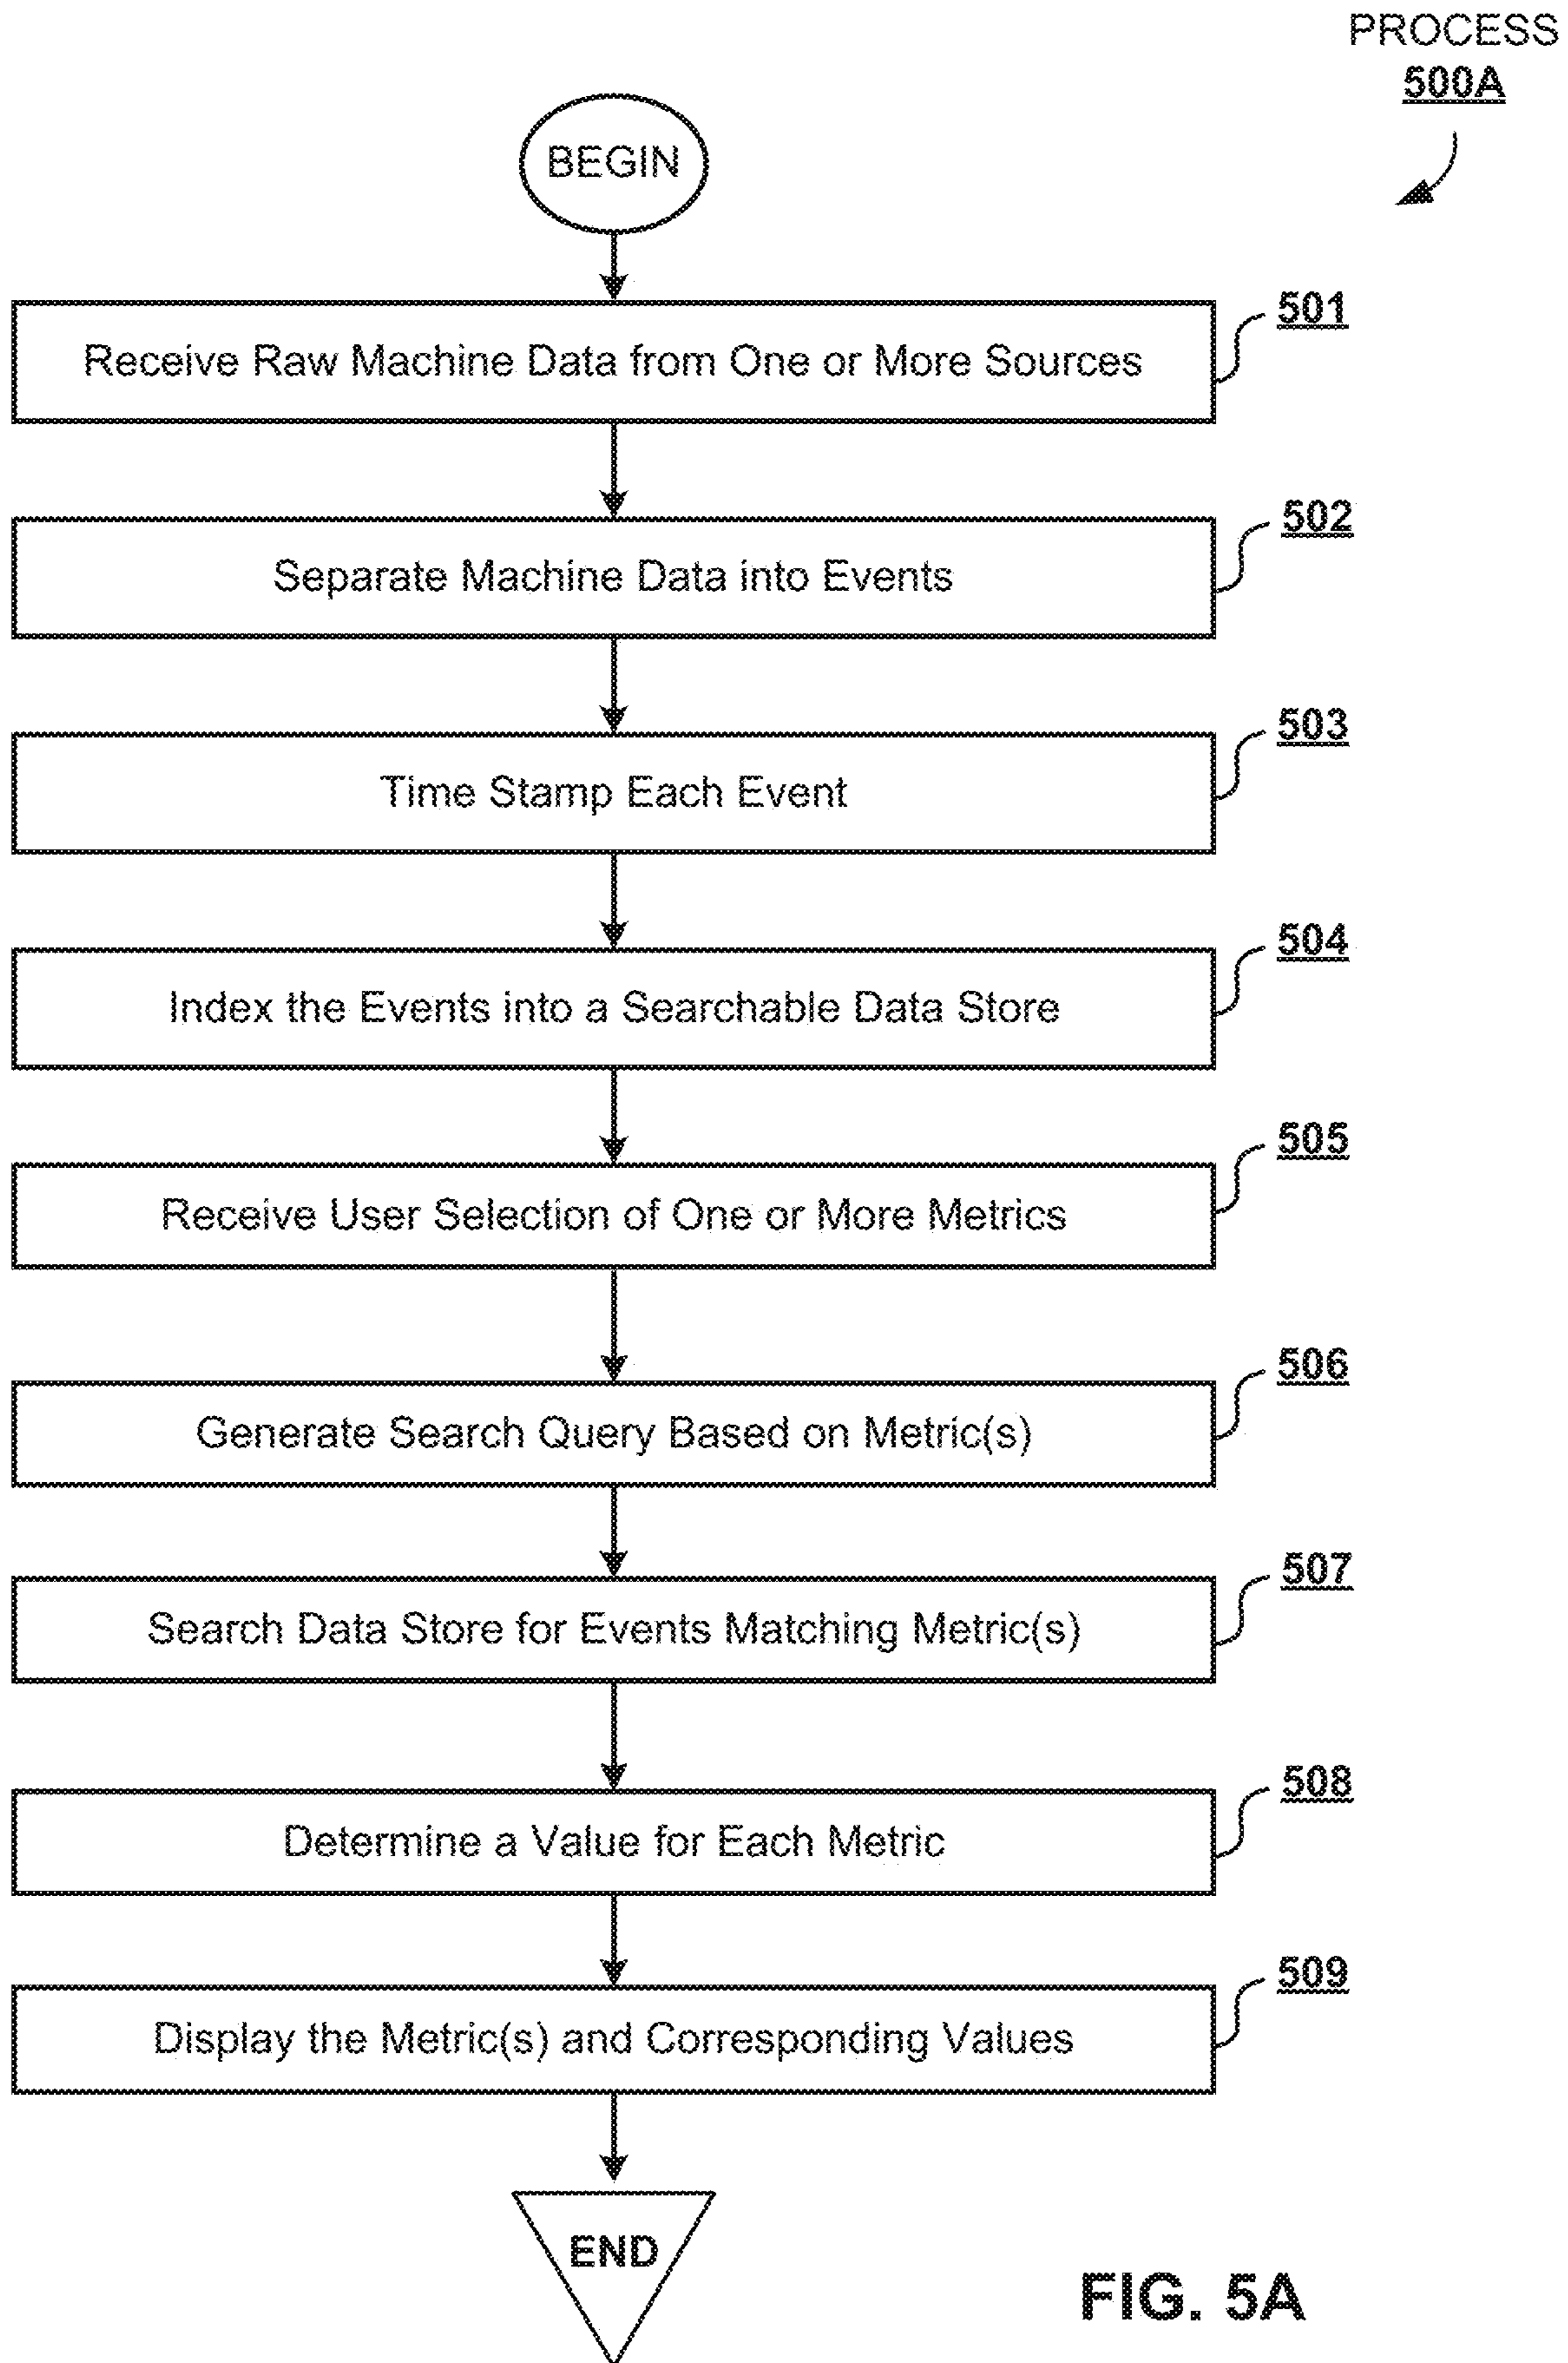 PROCESS
500A
BEGIN
501
Receive Raw Machine Data from One or More Sources
502
Separate Machine Data into Events
503
Time Stamp Each Event
504
Index the Events into a Searchable Data Store
505
Receive User Selection of One or More Metrics
506
Generate Search Query Based on Metric(s)
507
Search Data Store for Events Matching Metric(s)
508
Determine a Value for Each Metric
509
Display the Metric(s) and Corresponding Values
END
FIG. 5A